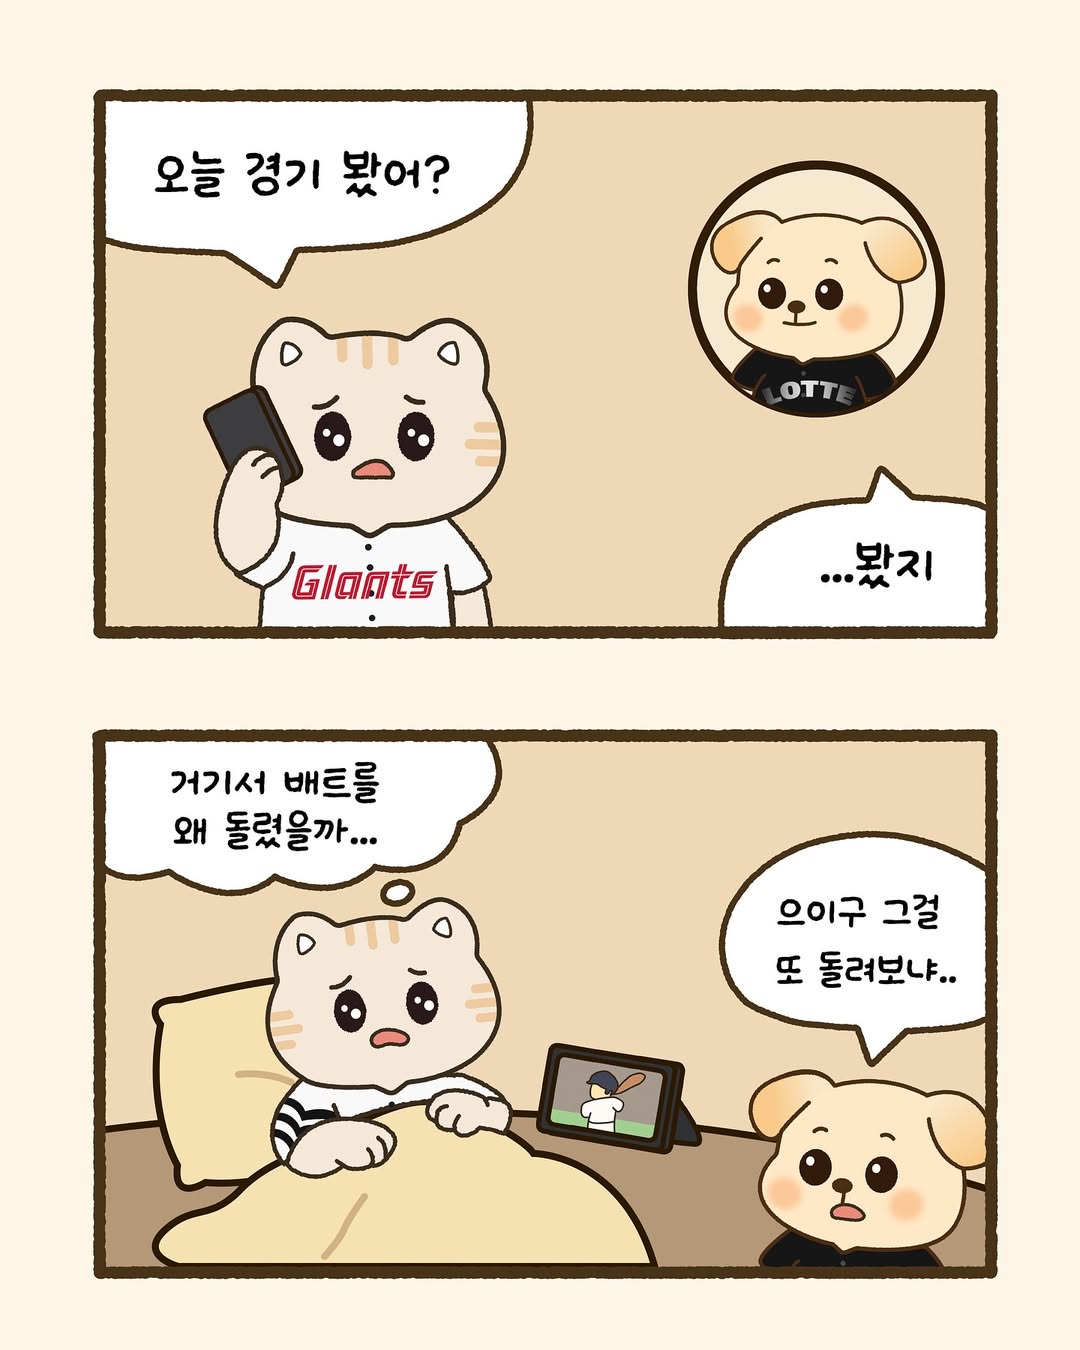 오늘 경기 봤어?
LOTTE
Giants
...봤지
거기서 배트를
왜 돌렸을까...
으이구 그걸
또 돌려보냐..